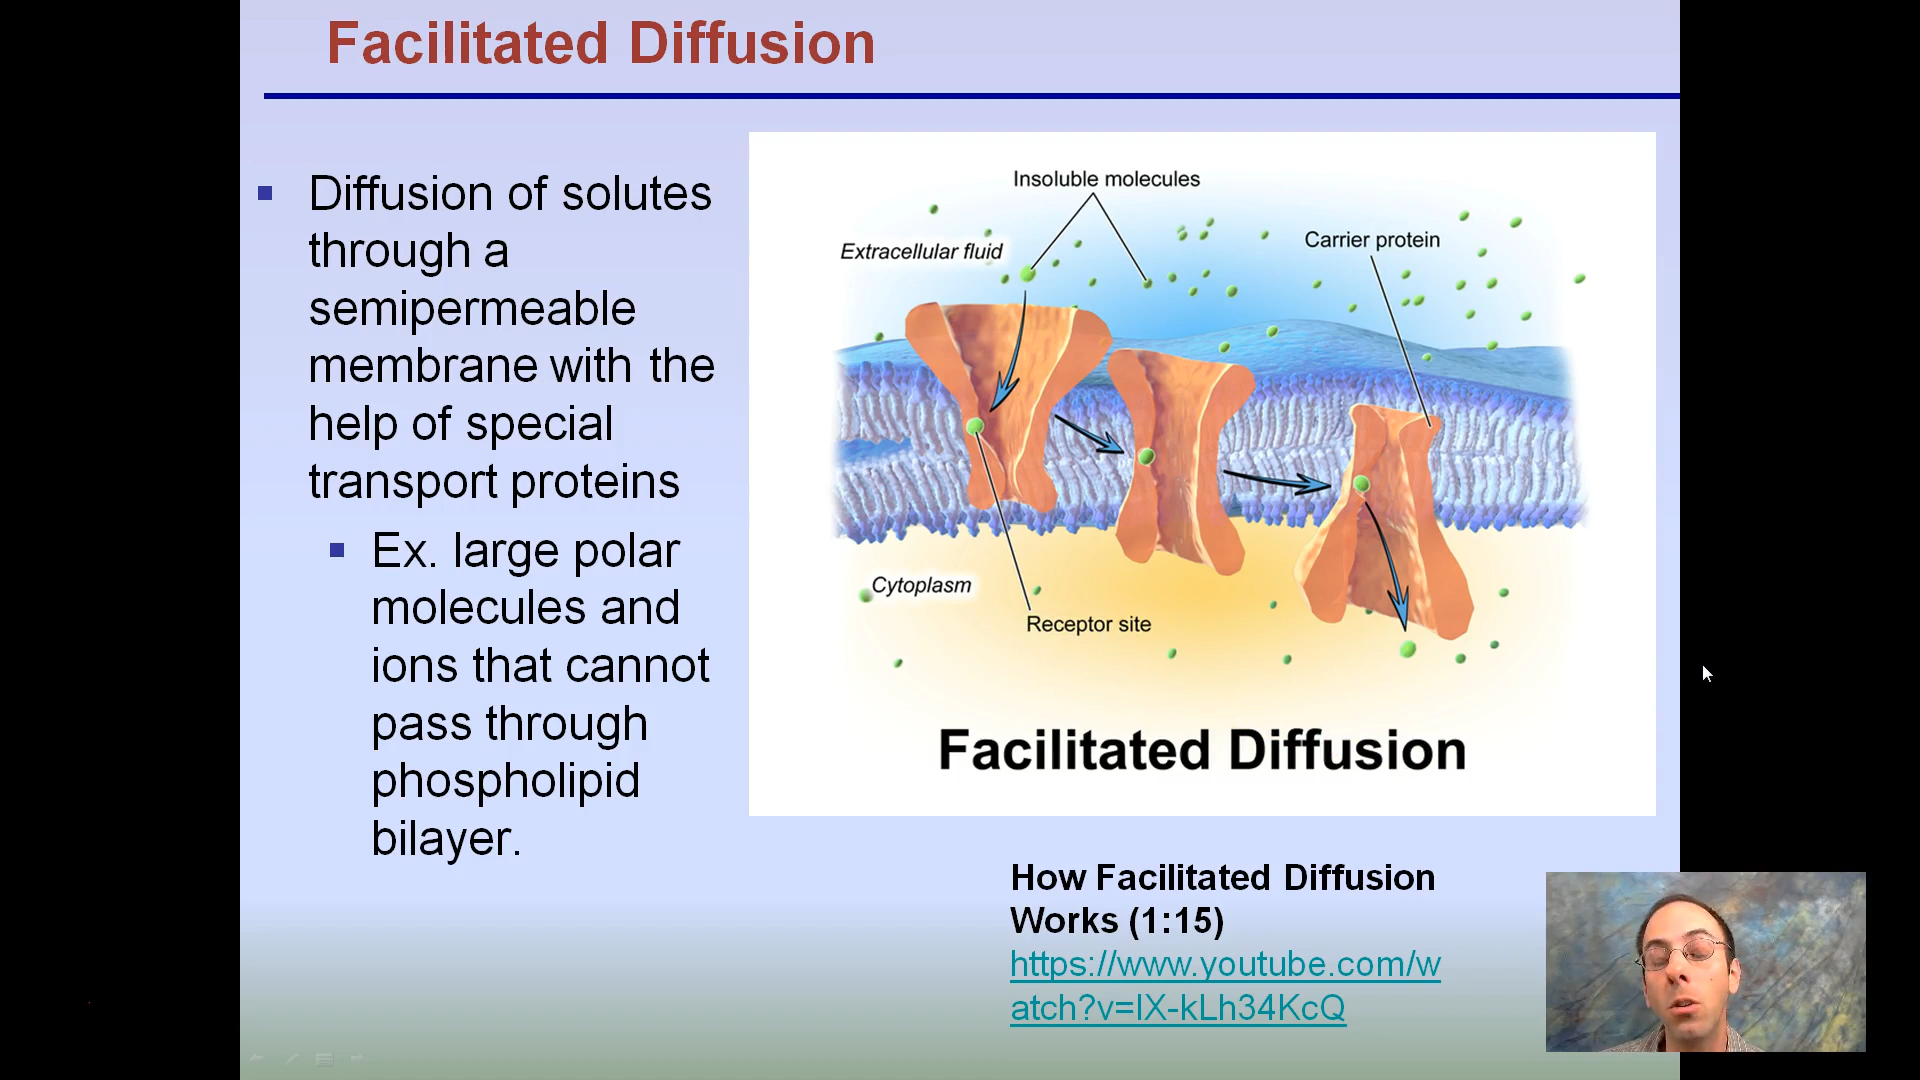 Facilitated Diffusion
Diffusion of solutes
through a
semipermeable
membrane with the
help of special
transport proteins
Ex. large polar
molecules and
ions that cannot
pass through
phospholipid
bilayer.
Insoluble molecules
Extracellular fluid
Carrier protein
Cytoplasm
Receptor site
Facilitated Diffusion
How Facilitated Diffusion
Works (1:15)
https://www.youtube.com/w
atch?v=IX-kLh34KcQ